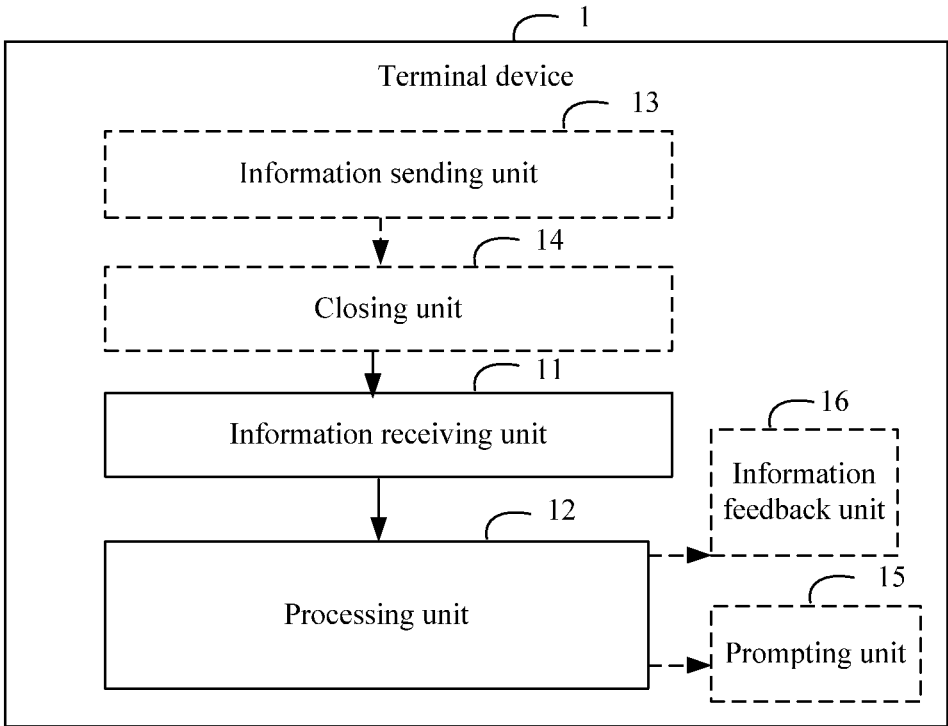 1
Terminal device
13
Information sending unit
14
Closing unit
11
Information receiving unit
16
Information
feedback unit
12
Processing unit
15
Prompting unit